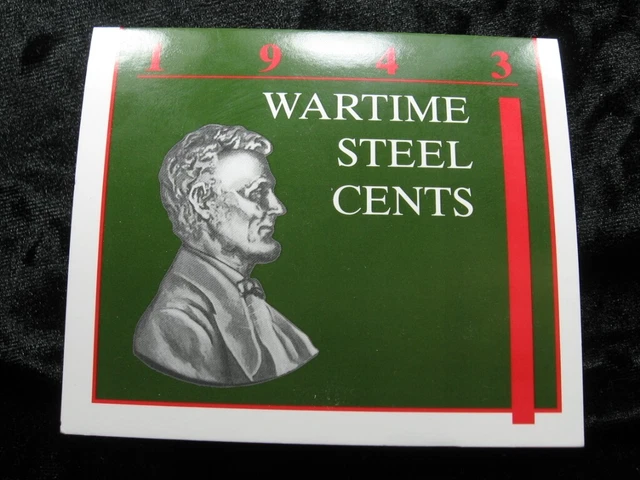 1 9 4 3
WARTIME
STEEL
CENTS